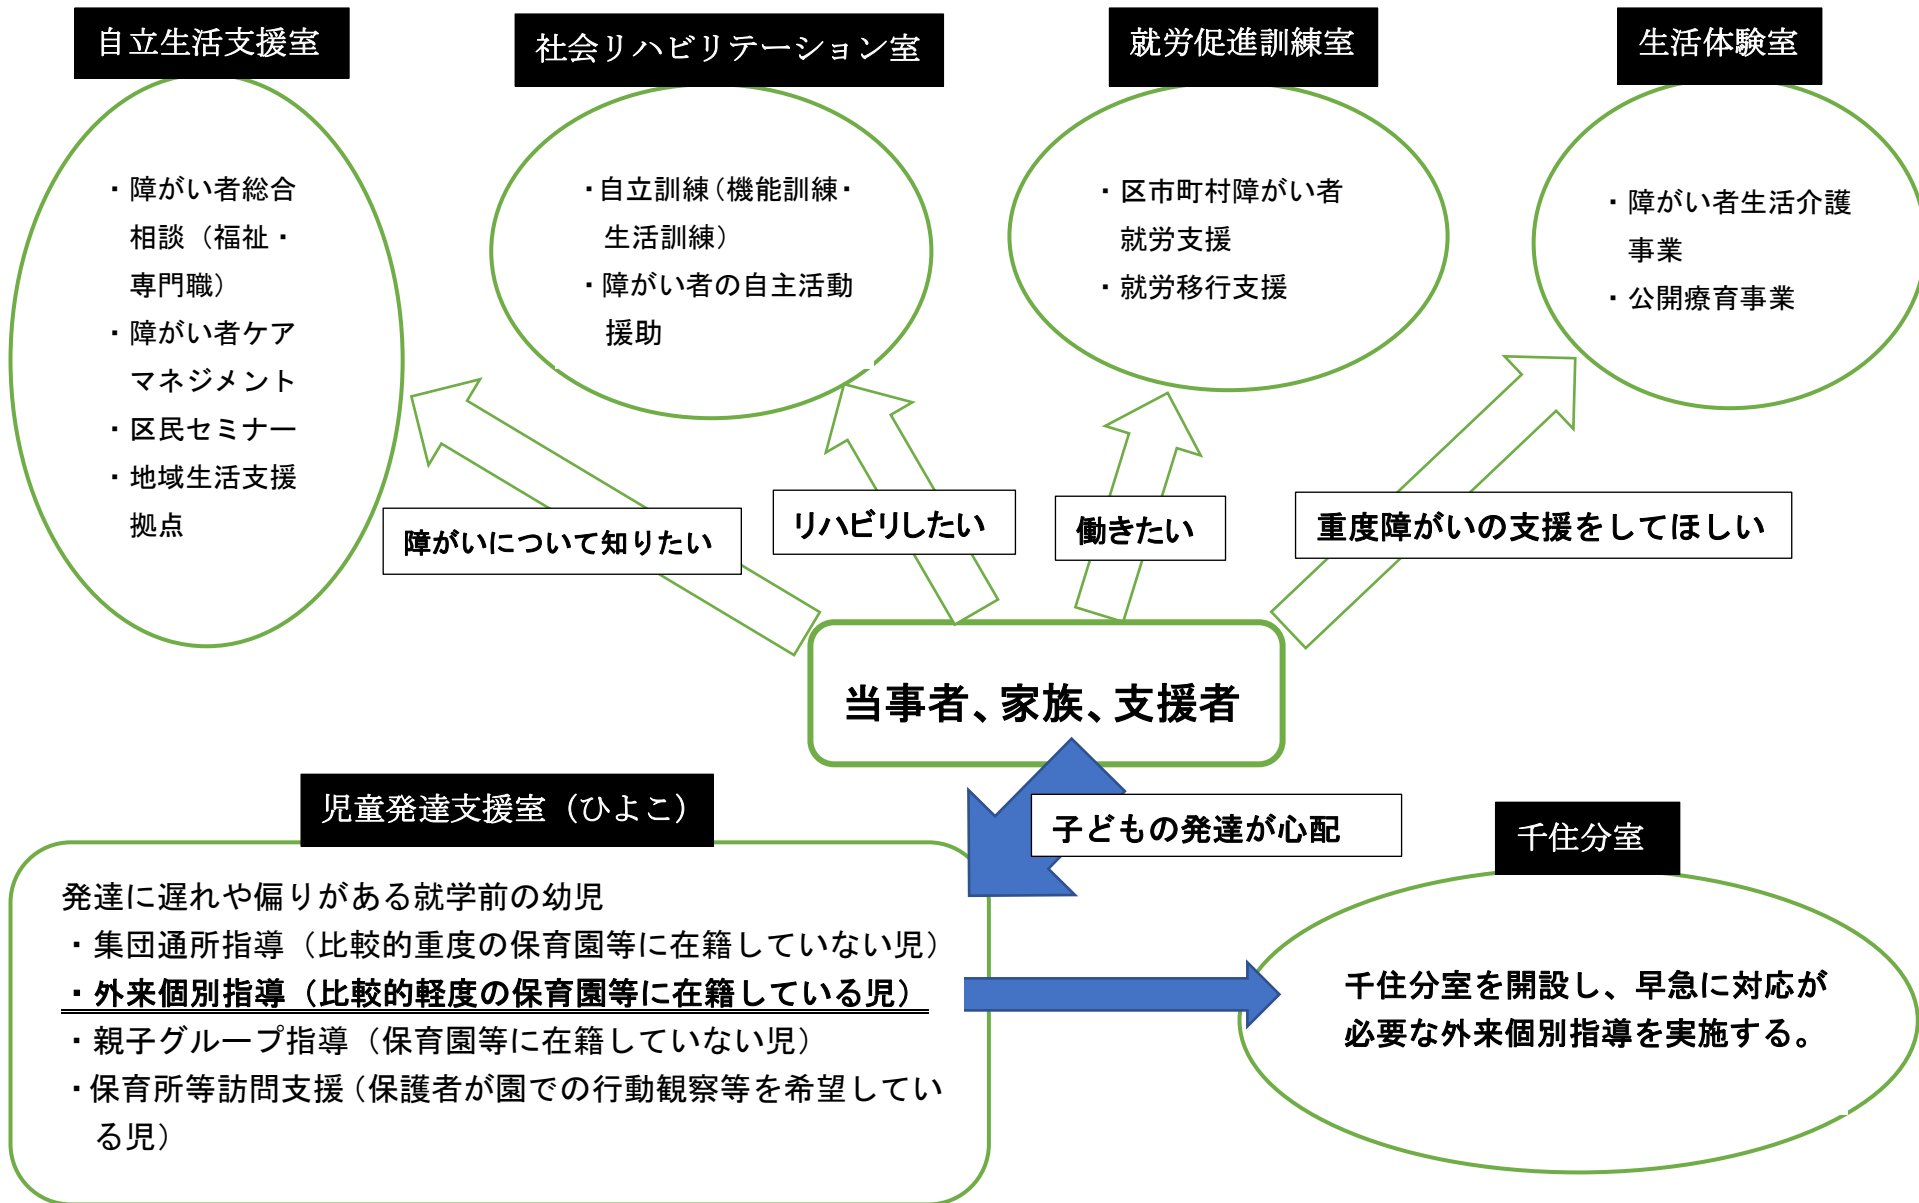 自立生活支援室
・障がい者総合
相談（福祉・
専門職）
・障がい者ケア
マネジメント
・区民セミナー
・地域生活支援
拠点
社会リハビリテーション室
・自立訓練（機能訓練・
生活訓練）
・障がい者の自主活動
援助
就労促進訓練室
・区市町村障がい者
就労支援
・就労移行支援
生活体験室
・障がい者生活介護
事業
・公開療育事業
障がいについて知りたい
リハビリしたい
働きたい
重度障がいの支援をしてほしい
当事者、家族、支援者
子どもの発達が心配
児童発達支援室（ひよこ）
発達に遅れや偏りがある就学前の幼児
・集団通所指導（比較的重度の保育園等に在籍していない児）
・外来個別指導（比較的軽度の保育園等に在籍している児）
・親子グループ指導（保育園等に在籍していない児）
・保育所等訪問支援（保護者が園での行動観察等を希望してい
る児）
千住分室
千住分室を開設し、早急に対応が
必要な外来個別指導を実施する。